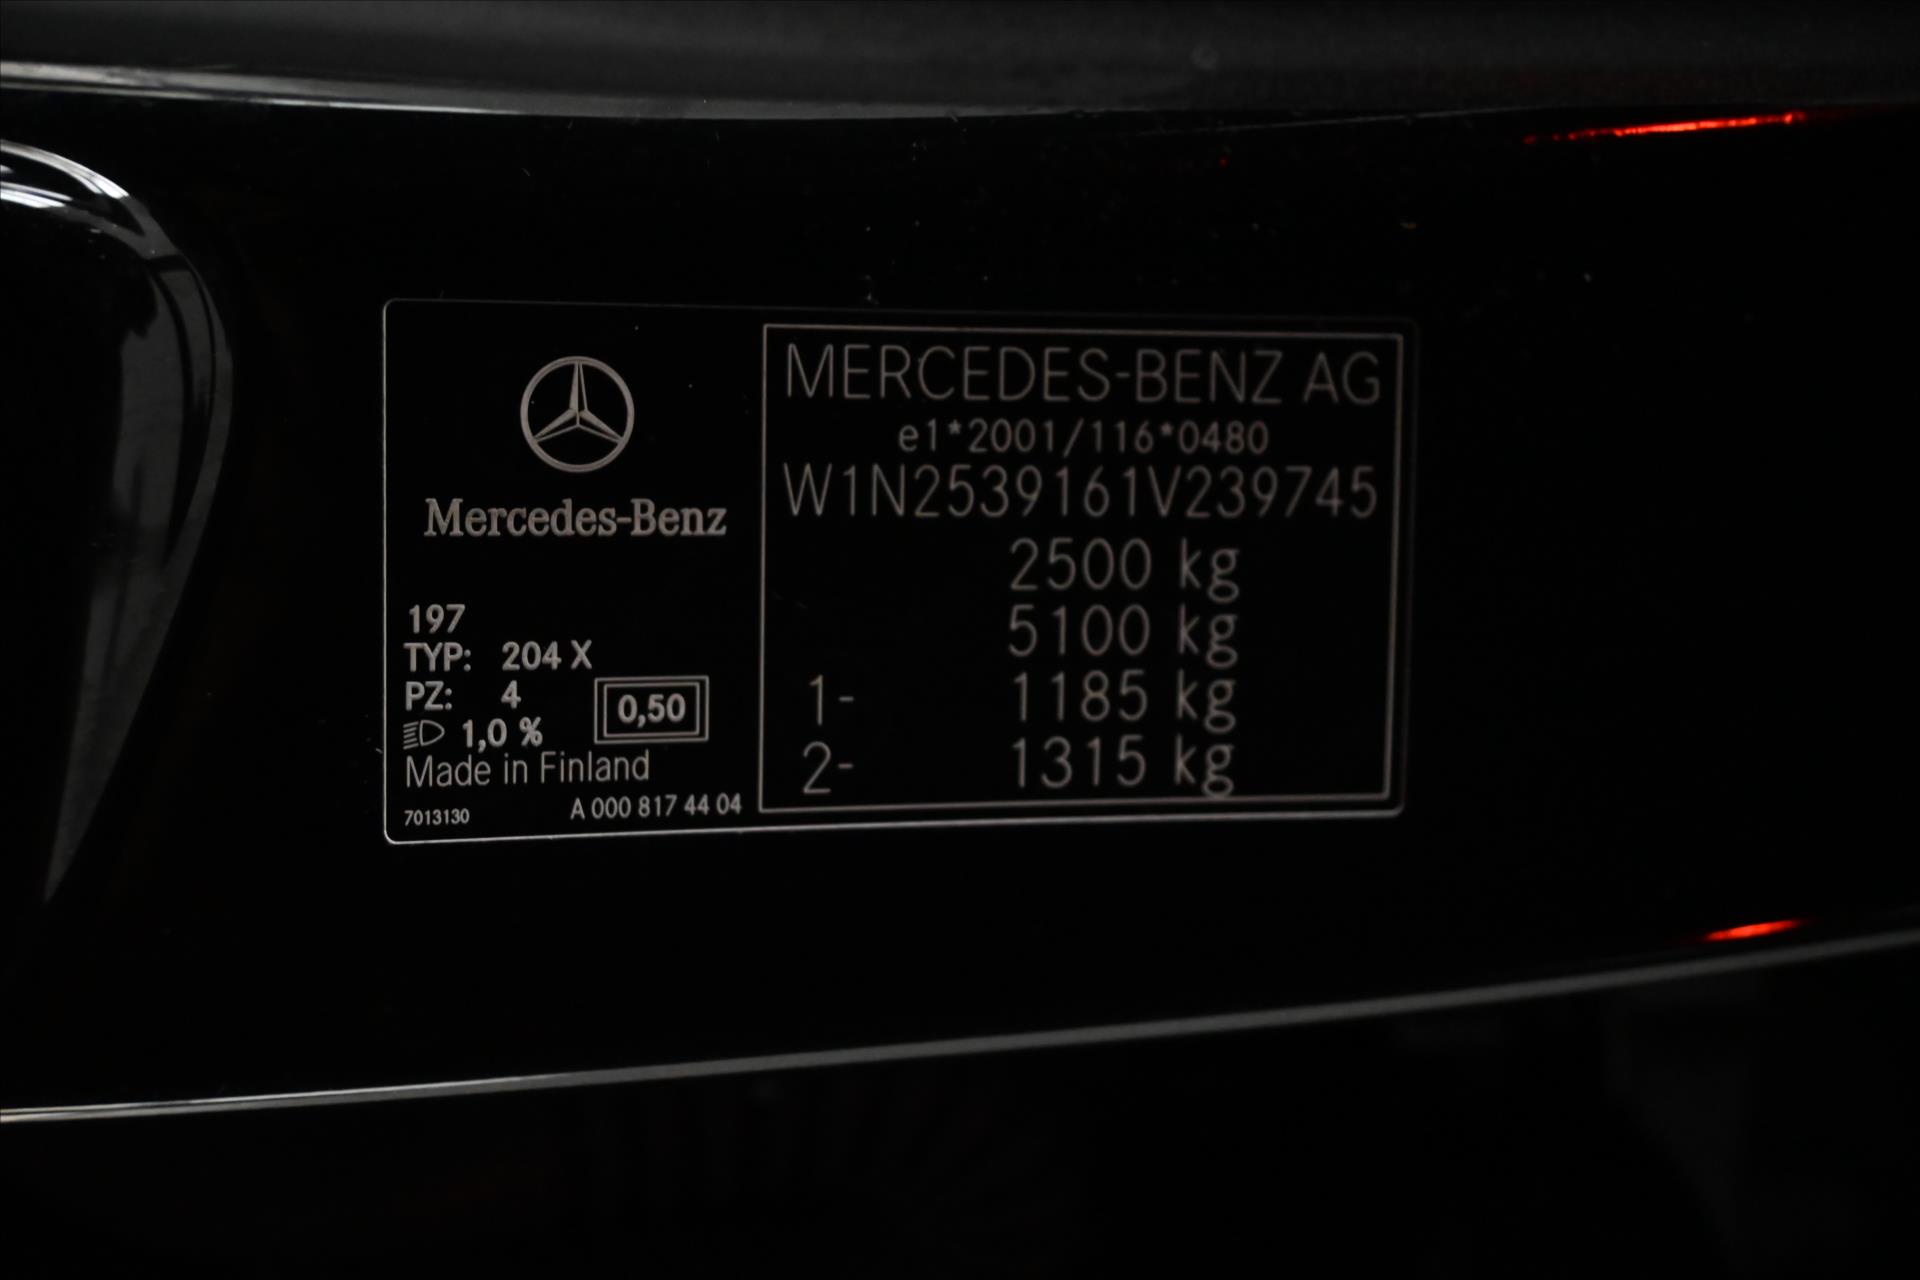 Mercedes-Benz
197
TYP: 204 X
PZ: 4
1,0 %
0,50
Made in Finland
7013130 A 000 817 44 04
MERCEDES-BENZ AG
e1*2001/116*0480
W1N2539161V239745
2500 kg
5100 kg
1- 1185 kg
2- 1315 kg